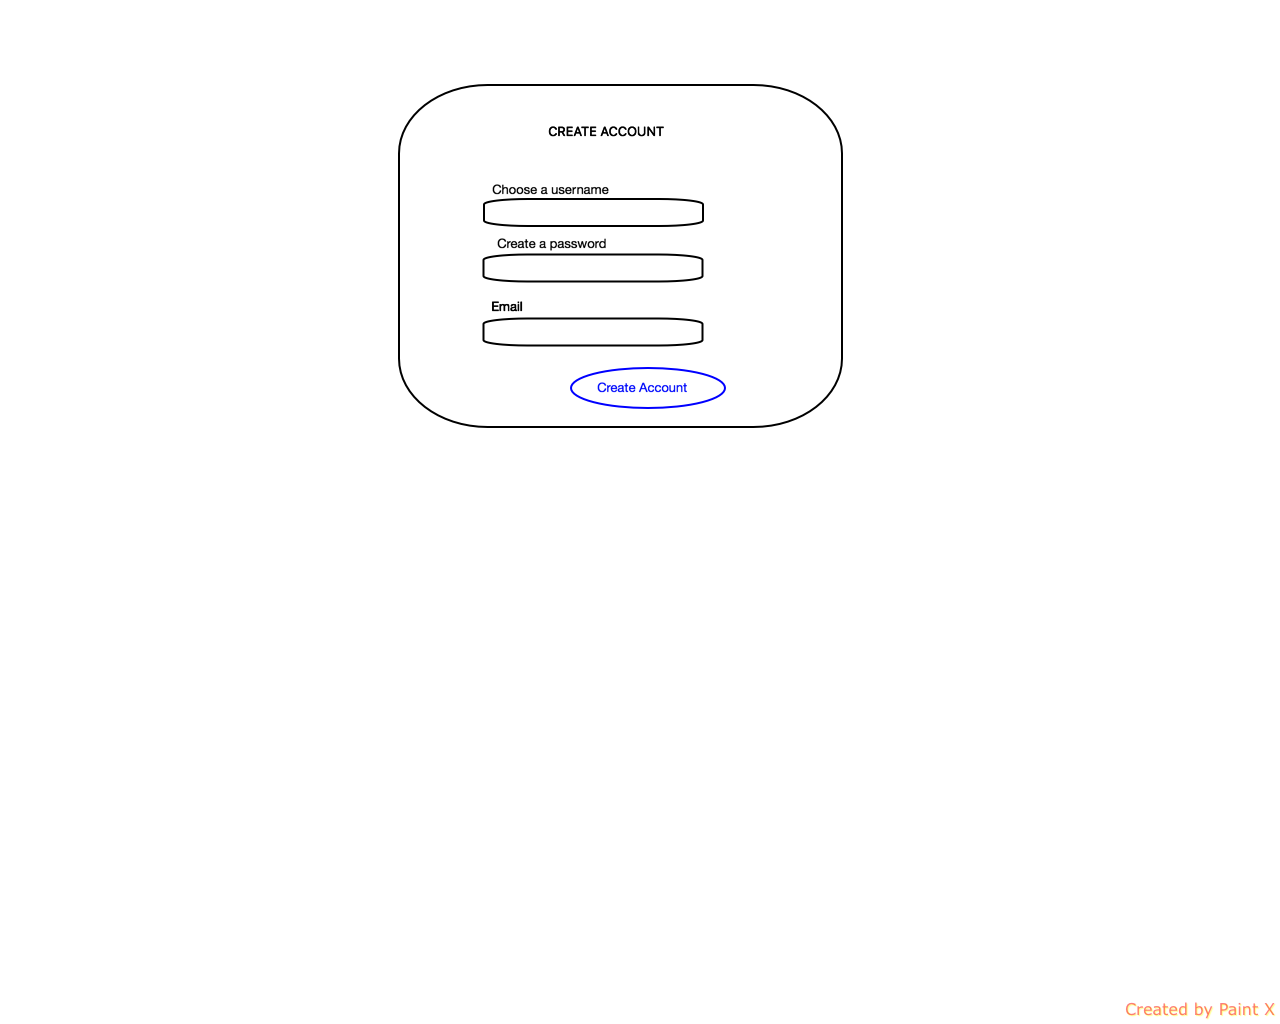 CREATE ACCOUNT
Choose a username
Create a password
Email
Create Account
Created by Paint X